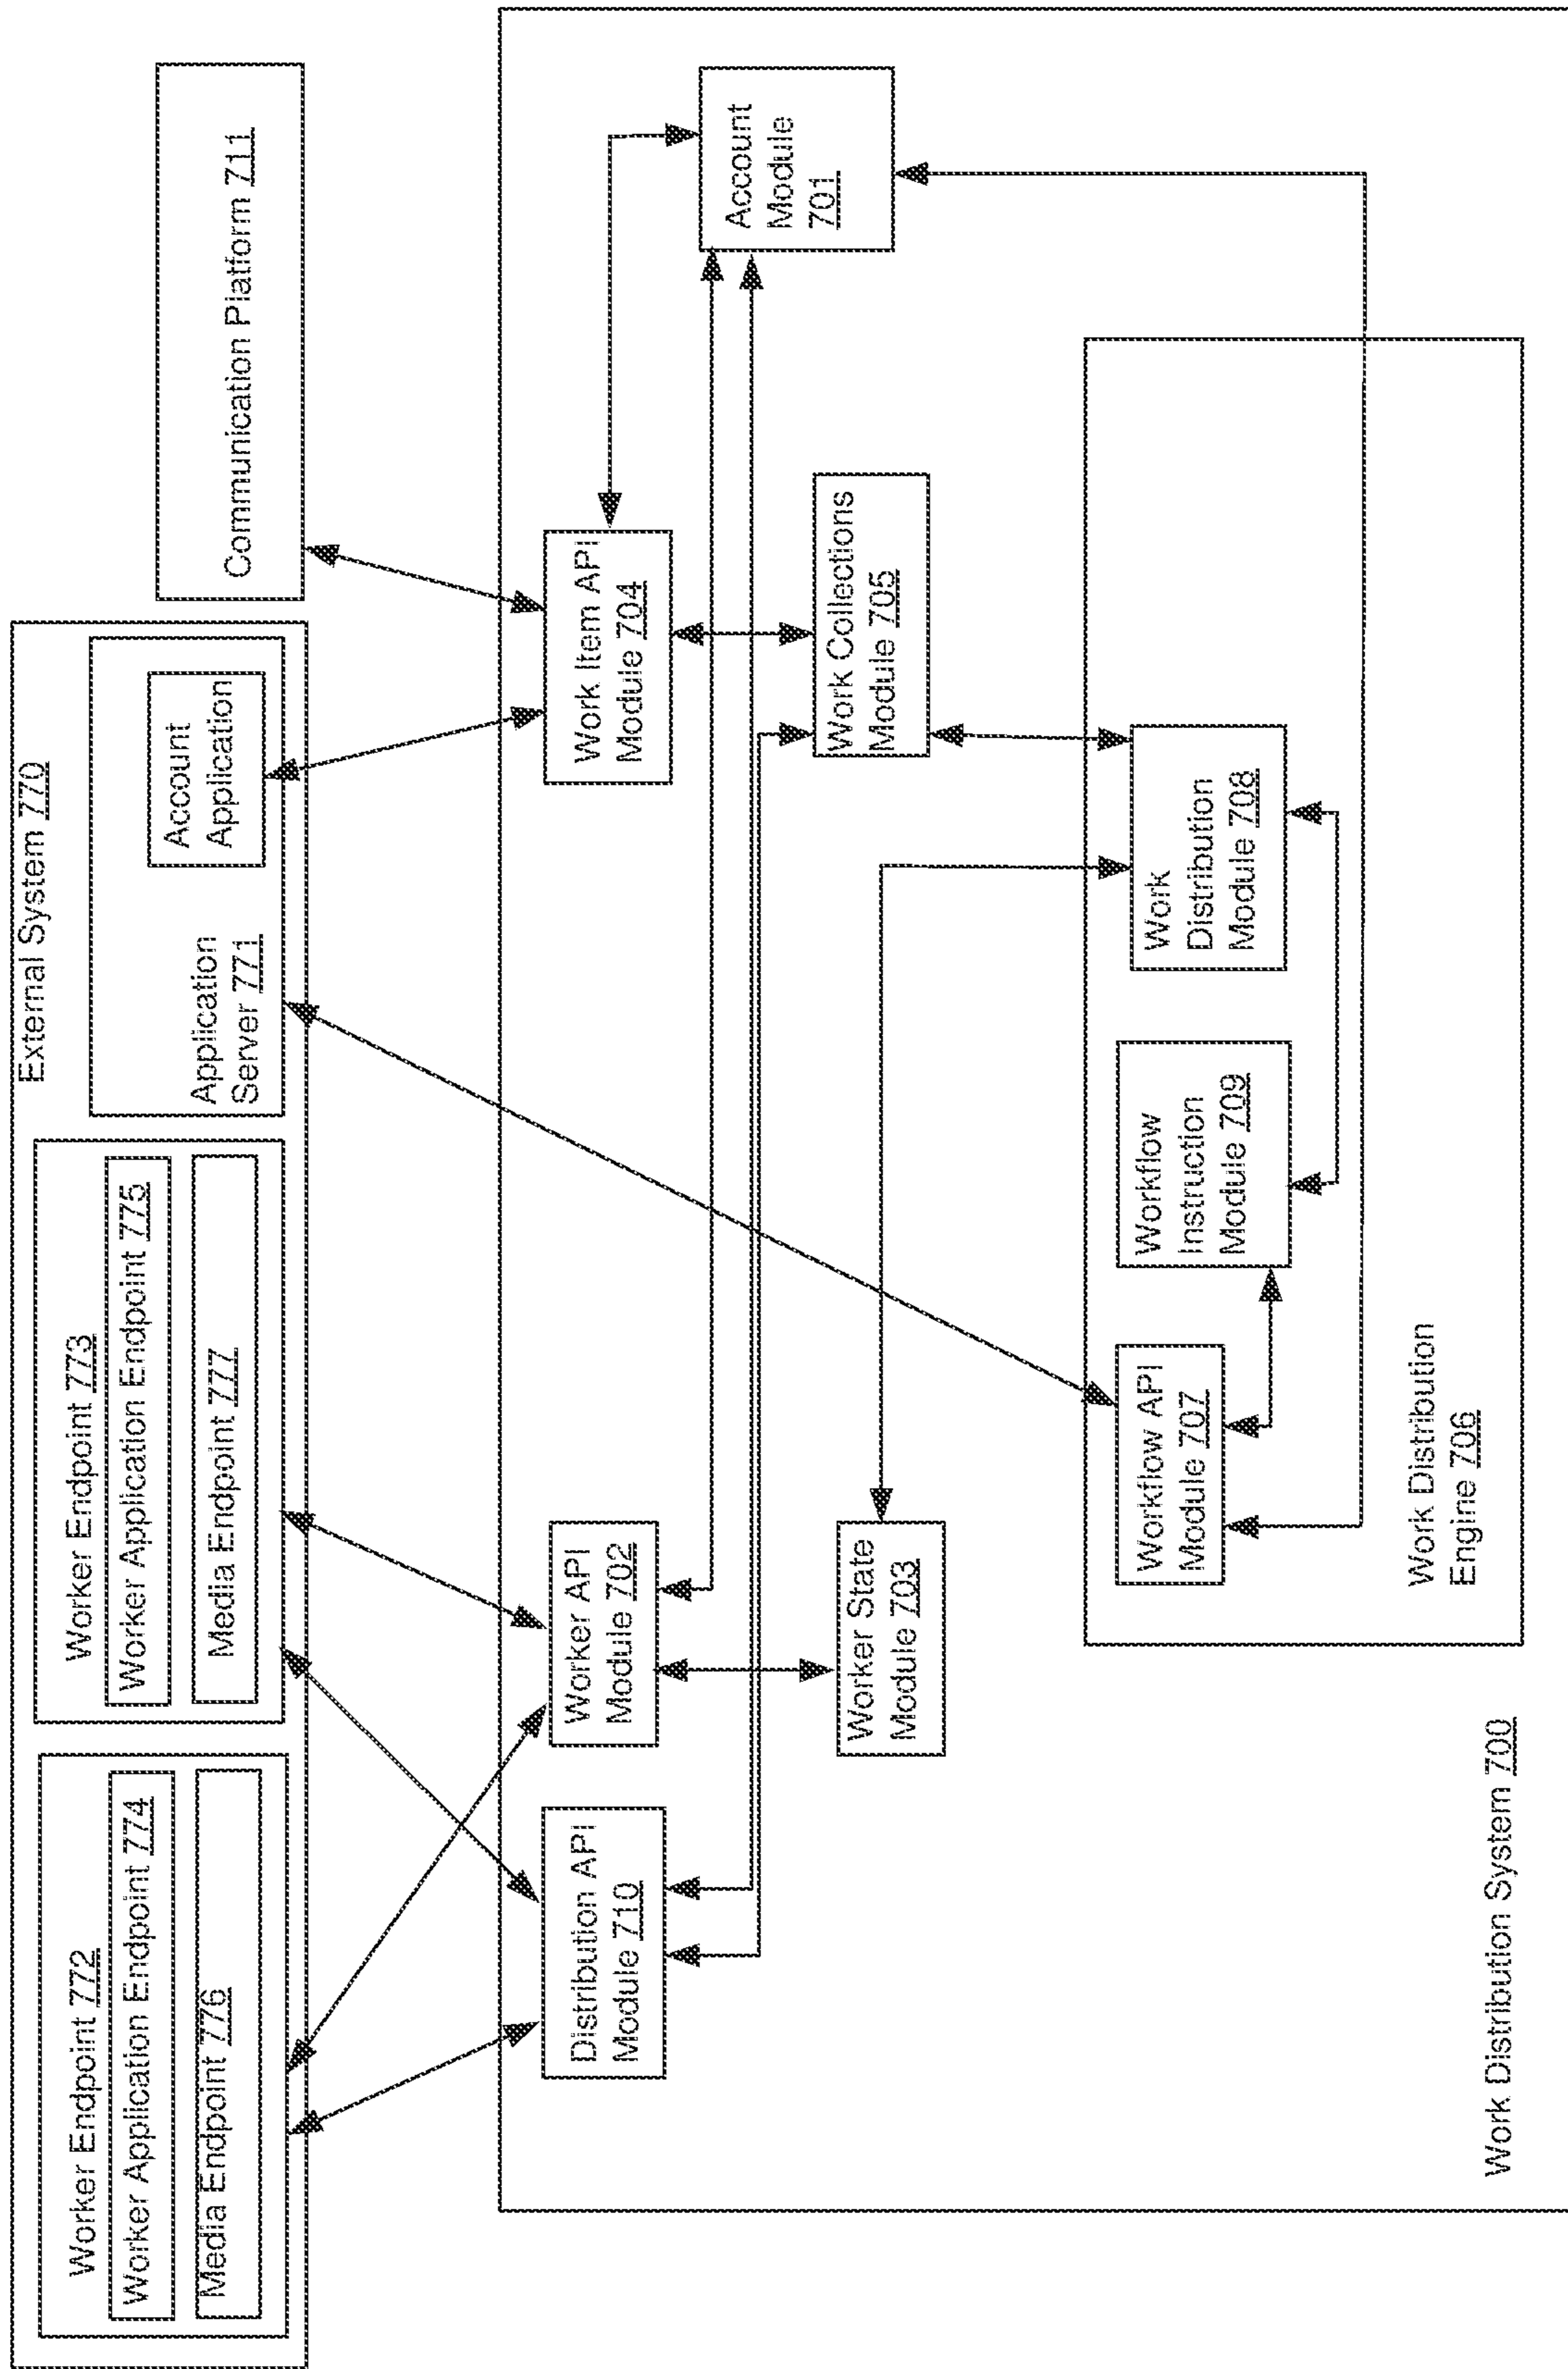 External System 770
Worker Endpoint 772
Worker Application Endpoint 774
Media Endpoint 776
Worker Endpoint 773
Worker Application Endpoint 775
Media Endpoint 777
Application
Server 771
Account
Application
Communication Platform 711
Distribution API
Module 710
Worker API
Module 702
Work Item API
Module 704
Account
Module
701
Worker State
Module 703
Work Collections
Module 705
Workflow API
Module 707
Workflow
Instruction
Module 709
Work
Distribution
Module 708
Work Distribution
Engine 706
Work Distribution System 700